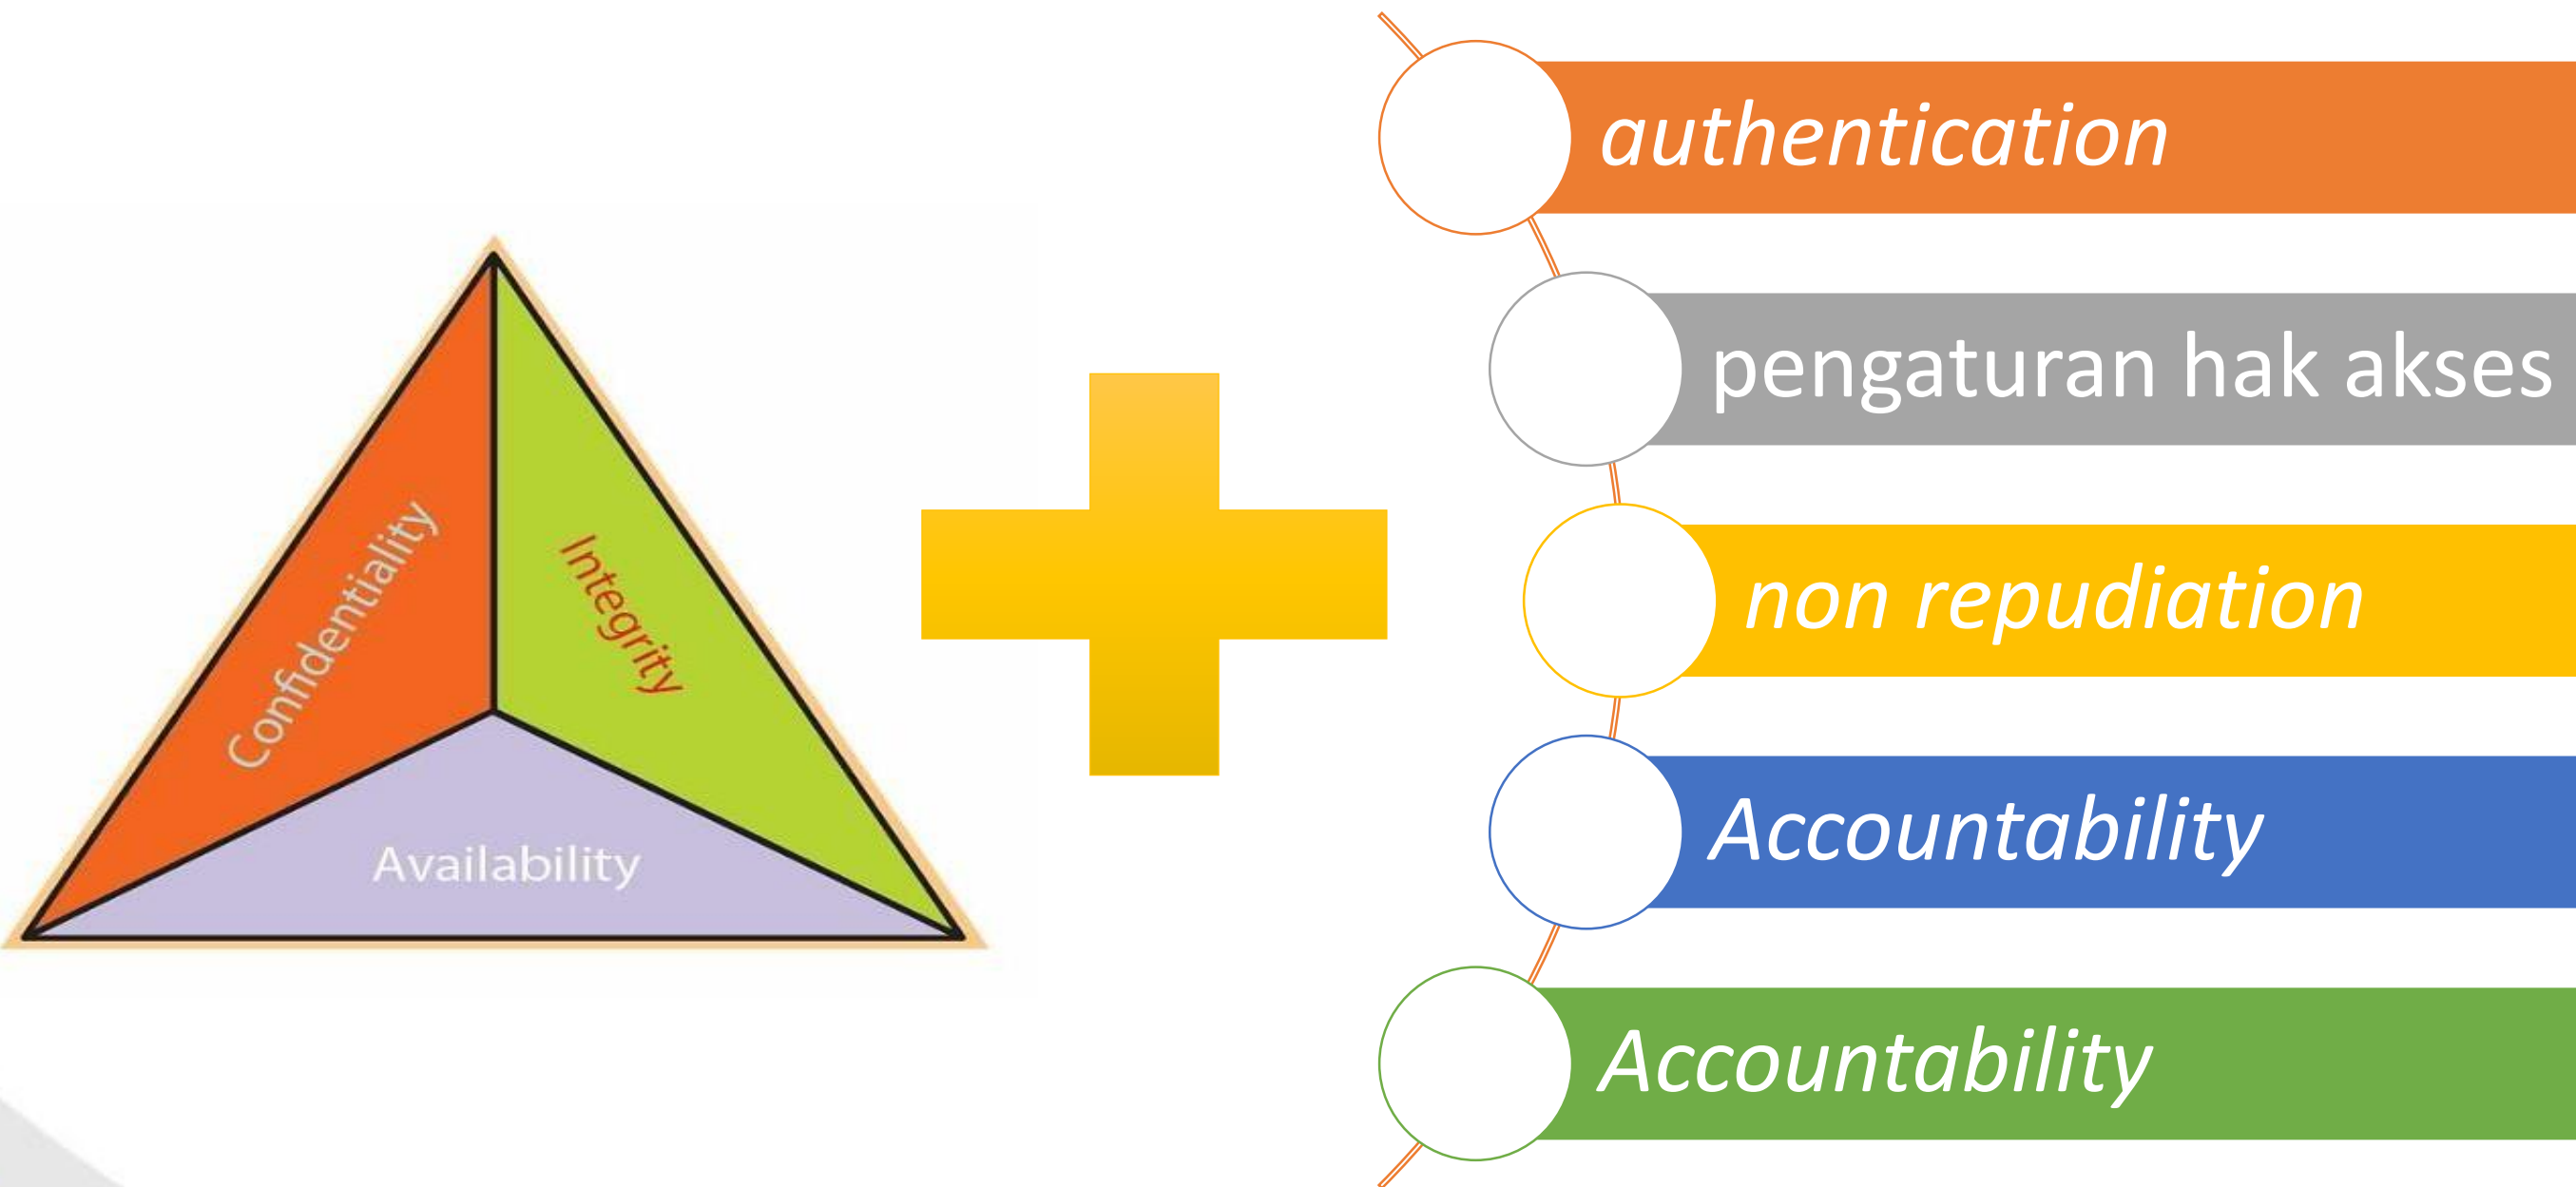 Confidentiality
Integrity
Availability
authentication
pengaturan hak akses
non repudiation
Accountability
Accountability